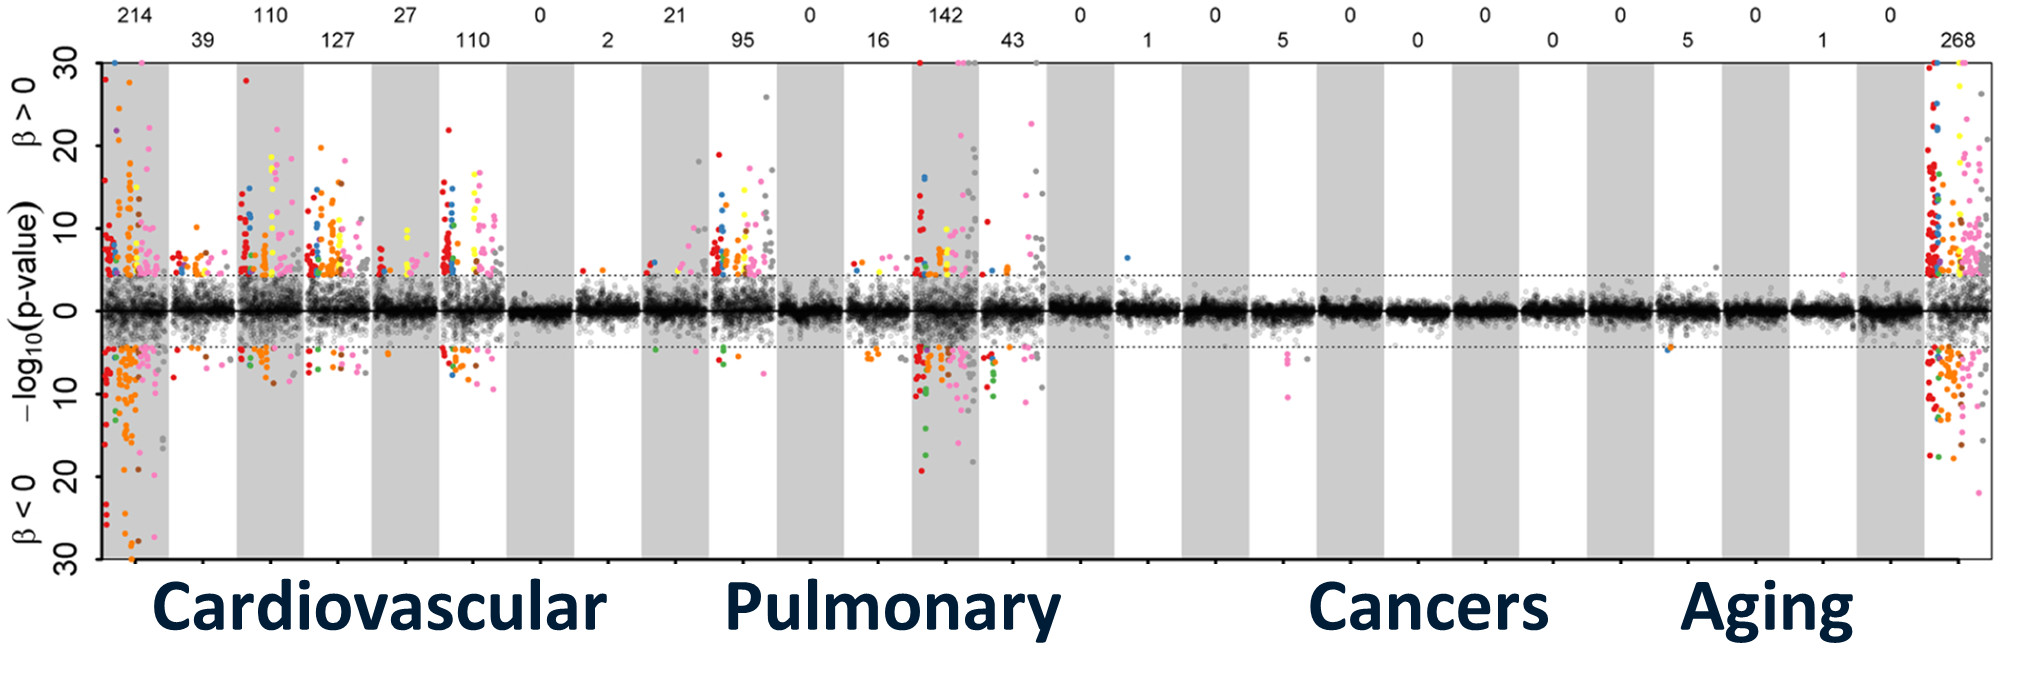 214 110 27 0 21 0 142 0 0 0 0 0 0 0
39 127 110 2 95 16 43 1 5 0 0 5 1 268
30
20
10
0
10
20
30
β > 0
−log10(p-value)
β < 0
Cardiovascular Pulmonary Cancers Aging